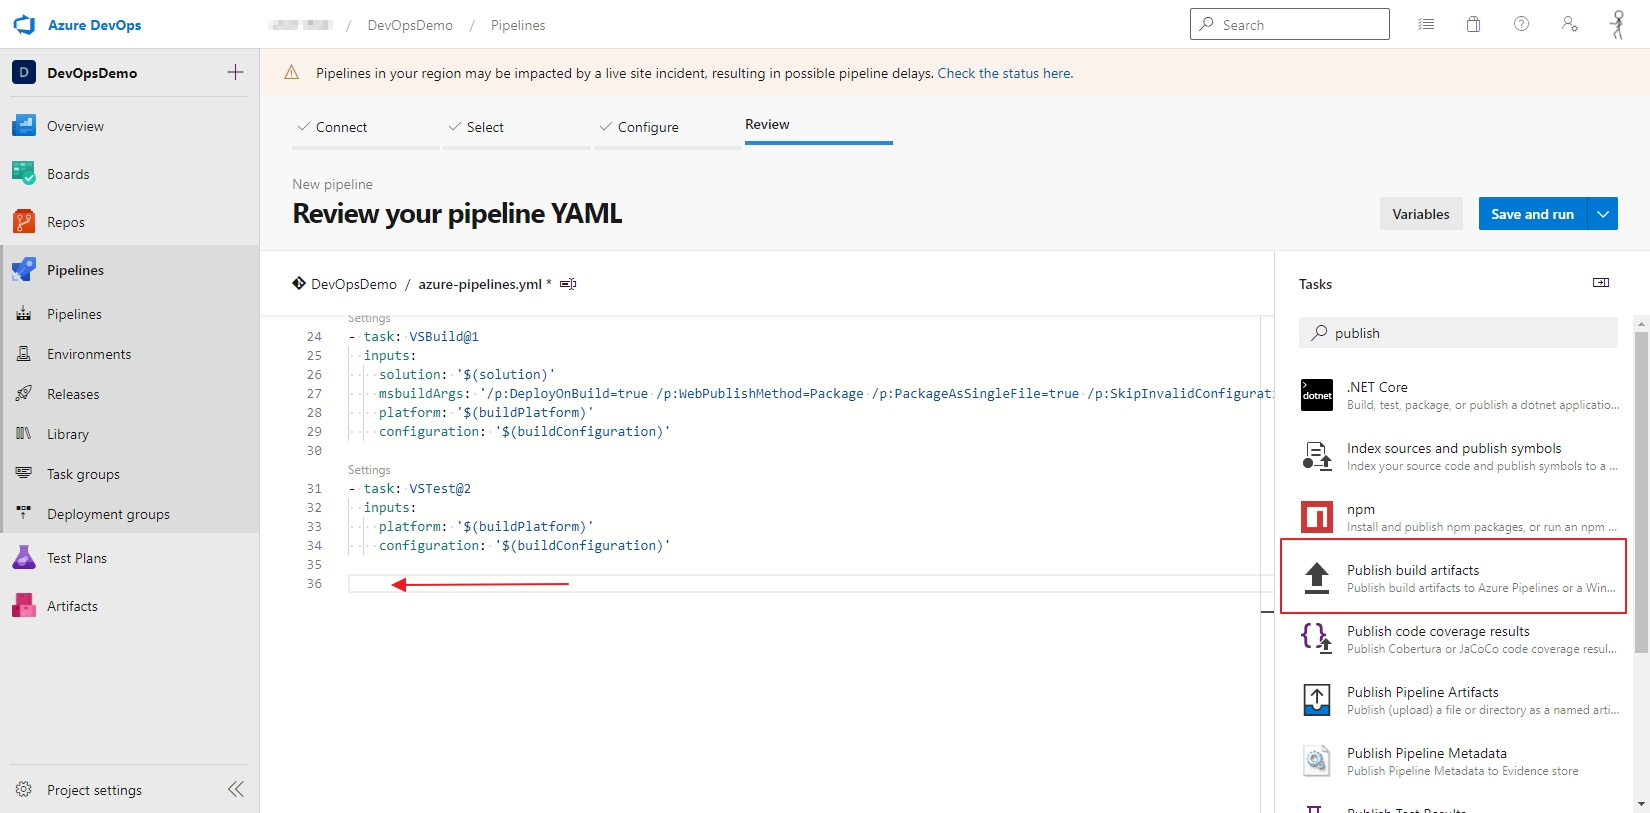 Azure DevOps
/ DevOpsDemo / Pipelines
Search
D DevOpsDemo
Pipelines in your region may be impacted by a live site incident, resulting in possible pipeline delays. Check the status here.
Overview
Boards
Repos
Pipelines
Pipelines
Environments
Releases
Library
Task groups
Deployment groups
Test Plans
Artifacts
Project settings
Connect
Select
Configure
Review
New pipeline
Review your pipeline YAML
Variables
Save and run
DevOpsDemo / azure-pipelines.yml *
Settings
24 - task: VSBuild@1
25 inputs:
26 solution: '$(solution)'
27 msbuildArgs: '/p:DeployOnBuild=true /p:WebPublishMethod=Package /p:PackageAsSingleFile=true /p:SkipInvalidConfigurati
28 platform: '$(buildPlatform)'
29 configuration: '$(buildConfiguration)'
30
Settings
31 - task: VSTest@2
32 inputs:
33 platform: '$(buildPlatform)'
34 configuration: '$(buildConfiguration)'
35
36
Tasks
publish
dotnet
.NET Core
Build, test, package, or publish a dotnet applicatio...
Index sources and publish symbols
Index your source code and publish symbols to a ...
npm
Install and publish npm packages, or run an npm ...
Publish build artifacts
Publish build artifacts to Azure Pipelines or a Win...
Publish code coverage results
Publish Cobertura or JaCoCo code coverage resul...
Publish Pipeline Artifacts
Publish (upload) a file or directory as a named arti...
Publish Pipeline Metadata
Publish Pipeline Metadata to Evidence store
Publish Test Results